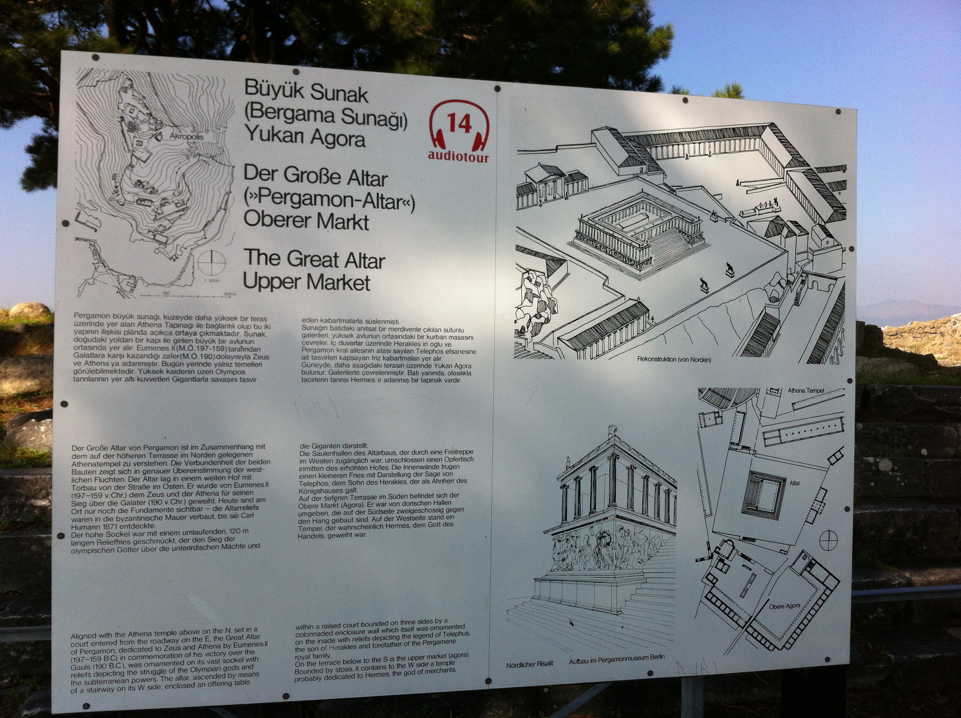 Akropolis
Büyük Sunak
(Bergama Sunağı)
Yukarı Agora
Der Große Altar
(»Pergamon-Altar«)
Oberer Markt
The Great Altar
Upper Market
14
audiotour
Pergamon büyük sunağı, kuzeyde daha yüksek bir teras
üzerinde yer alan Athena Tapınağı ile bağlantılı olup bu iki
yapının ilişkisi plânda açıkça ortaya çıkmaktadır. Sunak,
doğudaki yoldan bir kapı ile girilen büyük bir avlunun
ortasında yer alır. Eumenes II (M.Ö.197-159) tarafından
Galatlara karşı kazandığı zafer (M.Ö.190) dolayısıyla Zeus
ve Athena'ya adanmıştır. Bugün yerinde yalnız temelleri
görülebilmektedir. Yüksek kaidenin üzeri Olympos
tanrılarının yer altı kuvvetleri Gigantlarla savaşını tasvir
eden kabartmalarla süslenmişti.
Sunağın batıdaki anıtsal bir merdivenle çıkılan sütunlu
galerileri, yüksek avlunun ortasındaki bir kurban masasını
çevreler. İç duvarlar üzerinde Herakles in oğlu ve
Pergamon kral ailesinin atası sayılan Telephos efsanesine
ait tasvirleri kapsayan friz kabartmaları yer alır.
Güneyde, daha aşağıdaki terasın üzerinde Yukarı Agora
bulunur. Galerilerle çevrelenmiştir. Batı yanında, olasılıkla
tacirlerin tanrısı Hermes'e adanmış bir tapınak vardır.
Rekonstruktion (von Norden)
Der Große Altar von Pergamon ist im Zusammenhang mit
dem auf der höheren Terrasse im Norden gelegenen
Athenatempel zu verstehen. Die Verbundenheit der beiden
Bauten zeigt sich in genauer Übereinstimmung der west-
lichen Fluchten. Der Altar lag in einem weiten Hof mit
Torbau von der Straße im Osten. Er wurde von Eumenes II
(197–159 v. Chr.) dem Zeus und der Athena für seinen
Sieg über die Galater (190 v. Chr.) geweiht. Heute sind am
Ort nur noch die Fundamente sichtbar – die Altarreliefs
waren in die byzantinische Mauer verbaut, bis sie Carl
Humann 1871 entdeckte.
Der hohe Sockel war mit einem umlaufenden, 120 m
langen Relieffries geschmückt, der den Sieg der
olympischen Götter über die unterirdischen Mächte und
die Giganten darstellt.
Die Säulenhallen des Altarbaus, der durch eine Freitreppe
im Westen zugänglich war, umschlossen einen Opfertisch
inmitten des erhöhten Hofes. Die Innenwände trugen
einen kleineren Fries mit Darstellung der Sage von
Telephos, dem Sohn des Herakles, der als Ahnherr des
Königshauses galt.
Auf der tieferen Terrasse im Süden befindet sich der
Obere Markt (Agora). Er war von dorischen Hallen
umgeben, die auf der Südseite zweigeschossig gegen
den Hang gebaut sind. Auf der Westseite stand ein
Tempel, der wahrscheinlich Hermes, dem Gott des
Handels, geweiht war.
Athena Tempel
Altar
Obere Agora
Aligned with the Athena temple above on the N, set in a
court entered from the roadway on the E, the Great Altar
of Pergamon, dedicated to Zeus and Athena by Eumenes II
(197–159 B.C) in commemoration of his victory over the
Gauls (190 B.C.), was ornamented on its vast sockel with
reliefs depicting the struggle of the Olympian gods and
the subterranean powers. The altar, ascended by means
of a stairway on its W side, enclosed an offering table
within a raised court bounded on three sides by a
colonnaded enclosure wall which itself was ornamented
on the inside with reliefs depicting the legend of Telephus,
the son of Herakles and forefather of the Pergamene
royal family.
On the terrace below to the S is the upper market (agora).
Bounded by stoas, it contains to the W side a temple
probably dedicated to Hermes, the god of merchants.
Nördlicher Risalit
Aufbau im Pergamonmuseum Berlin